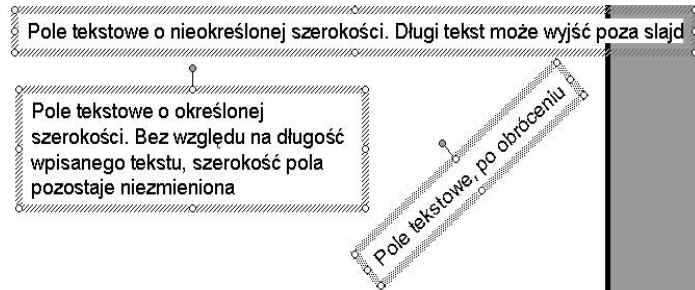 Pole tekstowe o nieokreślonej szerokości. Długi tekst może wyjść poza slajd
Pole tekstowe o określonej
szerokości. Bez względu na długość
wpisanego tekstu, szerokość pola
pozostaje niezmieniona
Pole tekstowe, po obróceniu